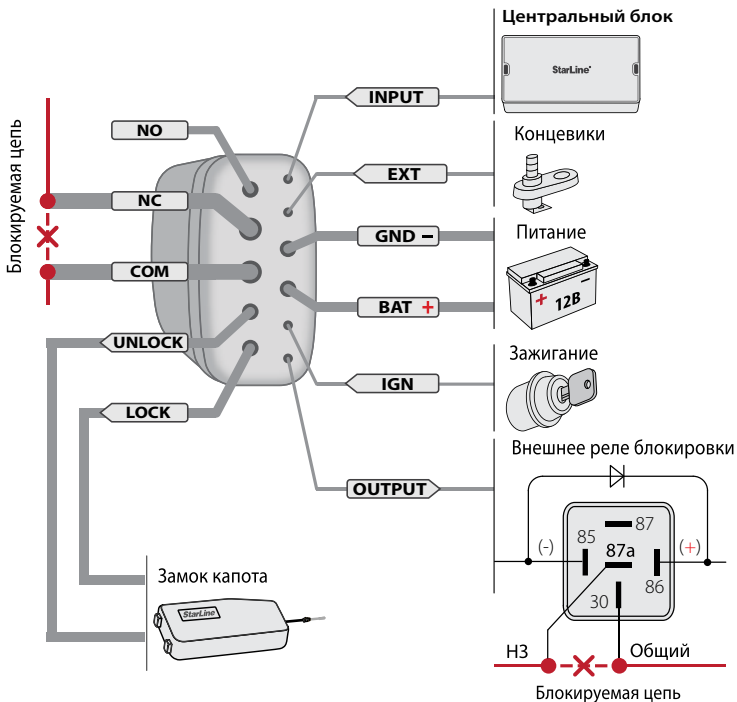 Центральный блок
StarLine
INPUT
Концевики
NO
EXT
Блокируемая цепь
NC
GND –
Питание
COM
BAT +
+ 12В –
UNLOCK
Зажигание
IGN
LOCK
Внешнее реле блокировки
OUTPUT
87
85
87a
(-)
(+)
86
30
Замок капота
StarLine
НЗ
Общий
Блокируемая цепь